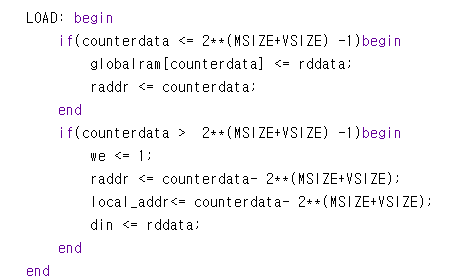 LOAD: begin
if(counterdata <= 2**(MSIZE+VSIZE) -1)begin
globalram[counterdata] <= rddata;
raddr <= counterdata;
end
if(counterdata >  2**(MSIZE+VSIZE) -1)begin
we <= 1;
raddr <= counterdata- 2**(MSIZE+VSIZE);
local_addr<= counterdata- 2**(MSIZE+VSIZE);
din <= rddata;
end
end